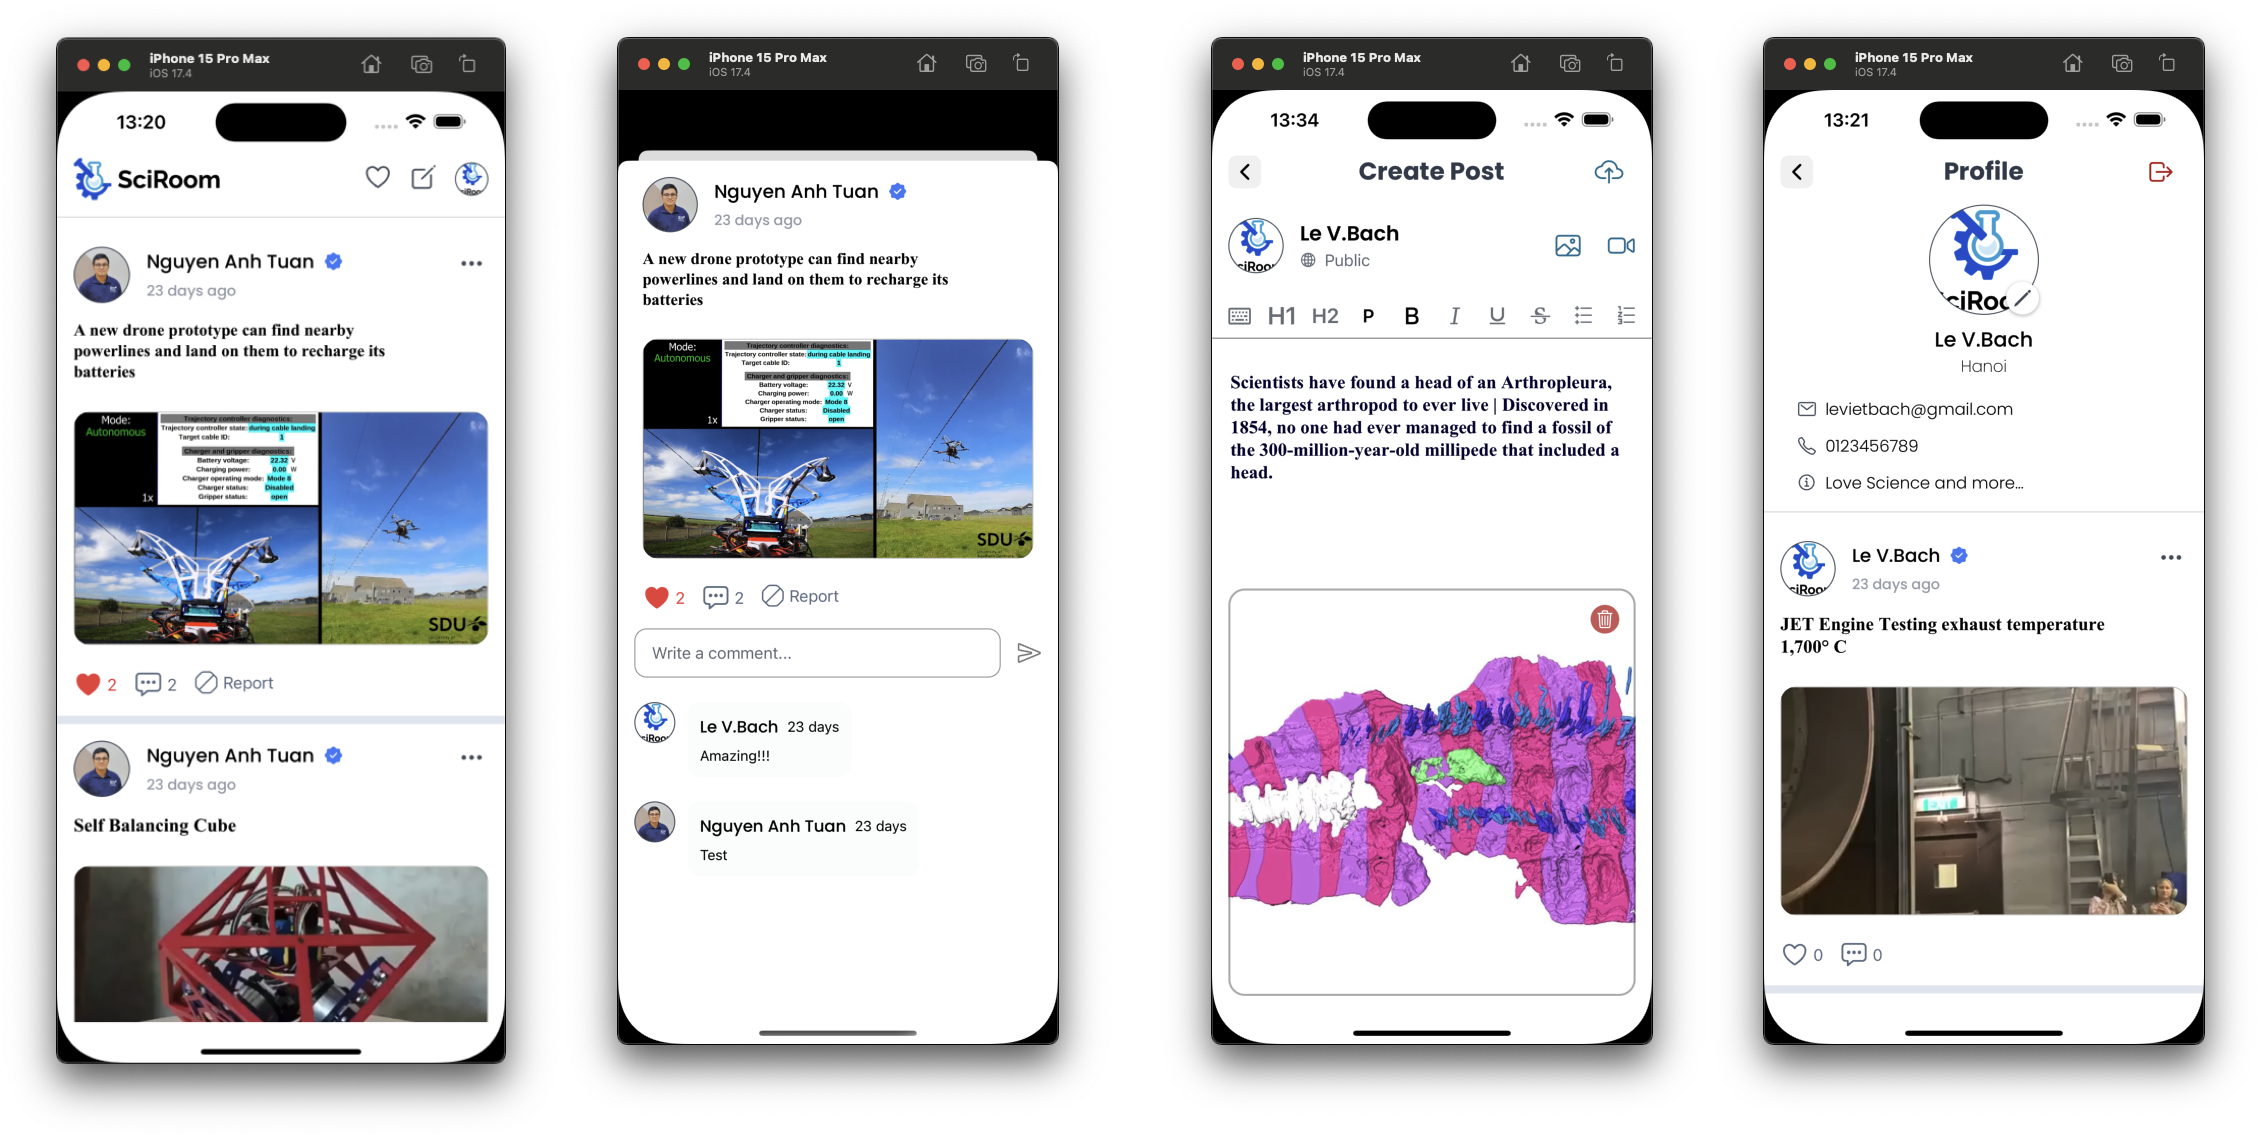 iPhone 15 Pro Max
iOS 17.4
13:20
SciRoom
Nguyen Anh Tuan
23 days ago
A new drone prototype can find nearby
powerlines and land on them to recharge its
batteries
Mode:
Autonomous
1x
Trajectory controller diagnostics:
Trajectory controller state: during cable landing
Target cable ID: 1
Charger and gripper diagnostics:
Battery voltage: 22.32 V
Charging power: 0.00 W
Charger operating mode: Mode 8
Charger status: Disabled
Gripper status: open
SDU
2
2
Report
Nguyen Anh Tuan
23 days ago
Self Balancing Cube
iPhone 15 Pro Max
iOS 17.4
Nguyen Anh Tuan
23 days ago
A new drone prototype can find nearby
powerlines and land on them to recharge its
batteries
Mode:
Autonomous
1x
Trajectory controller diagnostics:
Trajectory controller state: during cable landing
Target cable ID: 1
Charger and gripper diagnostics:
Battery voltage: 22.32 V
Charging power: 0.00 W
Charger operating mode: Mode 8
Charger status: Disabled
Gripper status: open
SDU
2
2
Report
Write a comment...
Le V.Bach 23 days
Amazing!!!
Nguyen Anh Tuan 23 days
Test
iPhone 15 Pro Max
iOS 17.4
13:34
Create Post
Le V.Bach
Public
H1 H2 P B I U S
Scientists have found a head of an Arthropleura,
the largest arthropod to ever live | Discovered in
1854, no one had ever managed to find a fossil of
the 300-million-year-old millipede that included a
head.
iPhone 15 Pro Max
iOS 17.4
13:21
Profile
Le V.Bach
Hanoi
levietbach@gmail.com
0123456789
Love Science and more...
Le V.Bach
23 days ago
JET Engine Testing exhaust temperature
1,700° C
EXIT
0
0